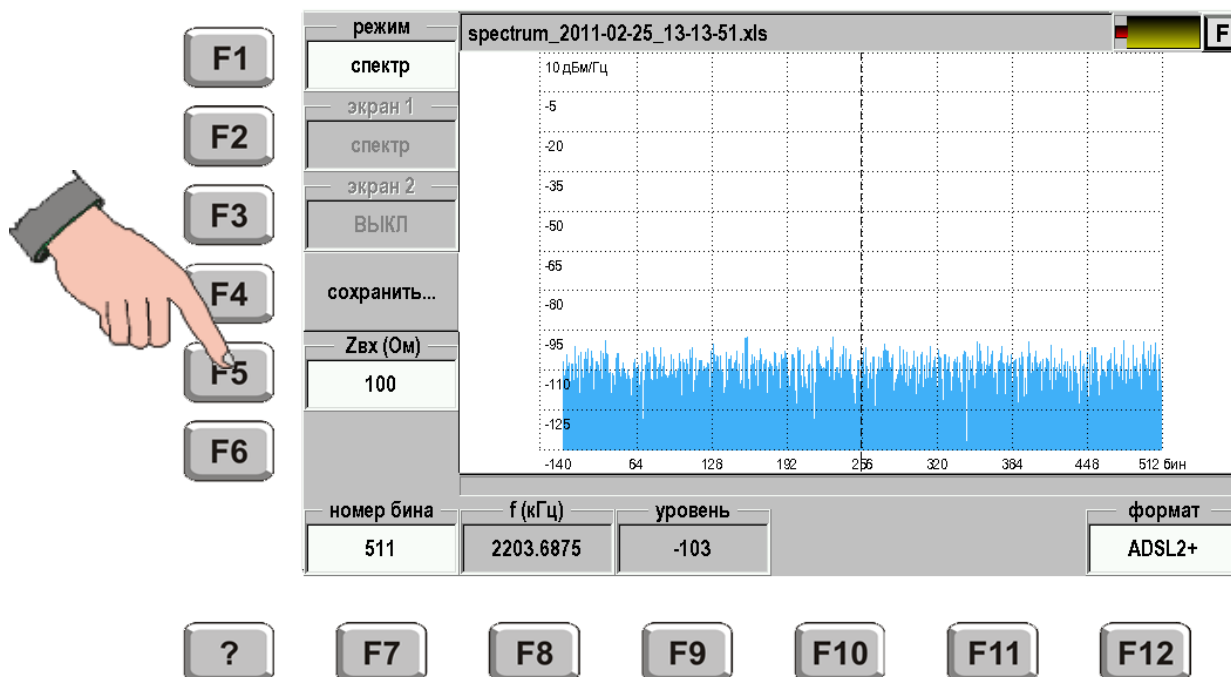 F1
F2
F3
F4
F5
F6
режим
спектр
экран 1
спектр
экран 2
ВЫКЛ
сохранить...
Zвх (Ом)
100
spectrum_2011-02-25_13-13-51.xls
F
10 дБм/Гц
-5
-20
-35
-50
-65
-80
-95
-110
-125
-140 64 128 192 256 320 384 448 512 бин
номер бина f (кГц) уровень формат
511 2203.6875 -103 ADSL2+
? F7 F8 F9 F10 F11 F12